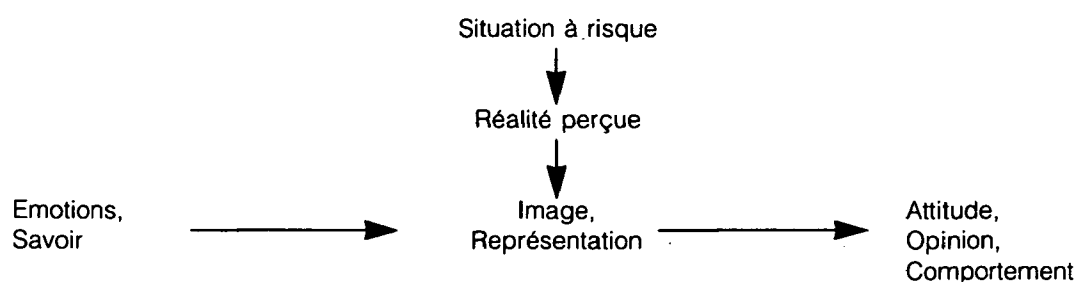 Situation à risque
Réalité perçue
Emotions,
Savoir
Image,
Représentation
Attitude,
Opinion,
Comportement